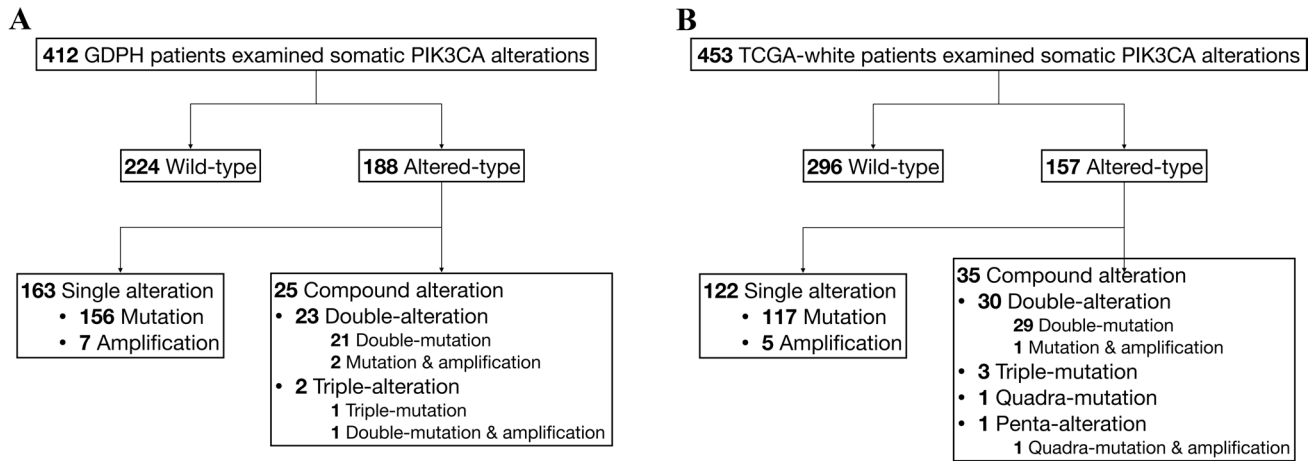 A
412 GDPH patients examined somatic PIK3CA alterations
224 Wild-type
188 Altered-type
163 Single alteration
• 156 Mutation
• 7 Amplification
25 Compound alteration
• 23 Double-alteration
21 Double-mutation
2 Mutation & amplification
• 2 Triple-alteration
1 Triple-mutation
1 Double-mutation & amplification
B
453 TCGA-white patients examined somatic PIK3CA alterations
296 Wild-type
157 Altered-type
122 Single alteration
• 117 Mutation
• 5 Amplification
35 Compound alteration
• 30 Double-alteration
29 Double-mutation
1 Mutation & amplification
• 3 Triple-mutation
• 1 Quadra-mutation
• 1 Penta-alteration
1 Quadra-mutation & amplification